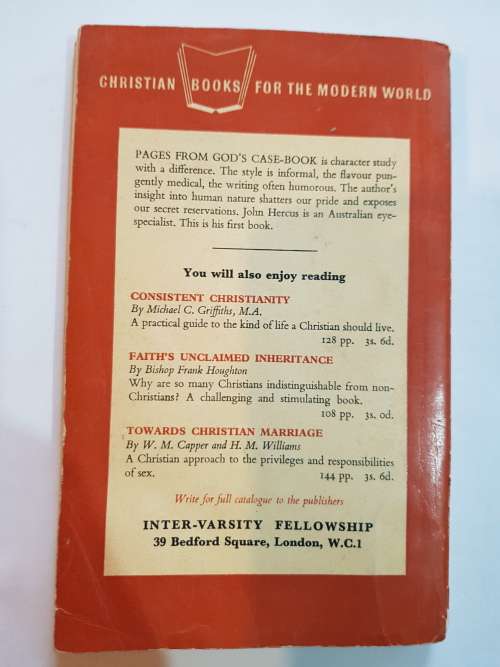 CHRISTIAN BOOKS FOR THE MODERN WORLD
PAGES FROM GOD'S CASE-BOOK is character study
with a difference. The style is informal, the flavour pun-
gently medical, the writing often humorous. The author's
insight into human nature shatters our pride and exposes
our secret reservations. John Hercus is an Australian eye-
specialist. This is his first book.
You will also enjoy reading
CONSISTENT CHRISTIANITY
By Michael C. Griffiths, M.A.
A practical guide to the kind of life a Christian should live.
128 pp. 3s. 6d.
FAITH'S UNCLAIMED INHERITANCE
By Bishop Frank Houghton
Why are so many Christians indistinguishable from non-
Christians? A challenging and stimulating book.
108 pp. 3s. 0d.
TOWARDS CHRISTIAN MARRIAGE
By W. M. Capper and H. M. Williams
A Christian approach to the privileges and responsibilities
of sex. 144 pp. 3s. 6d.
Write for full catalogue to the publishers
INTER-VARSITY FELLOWSHIP
39 Bedford Square, London, W.C.1